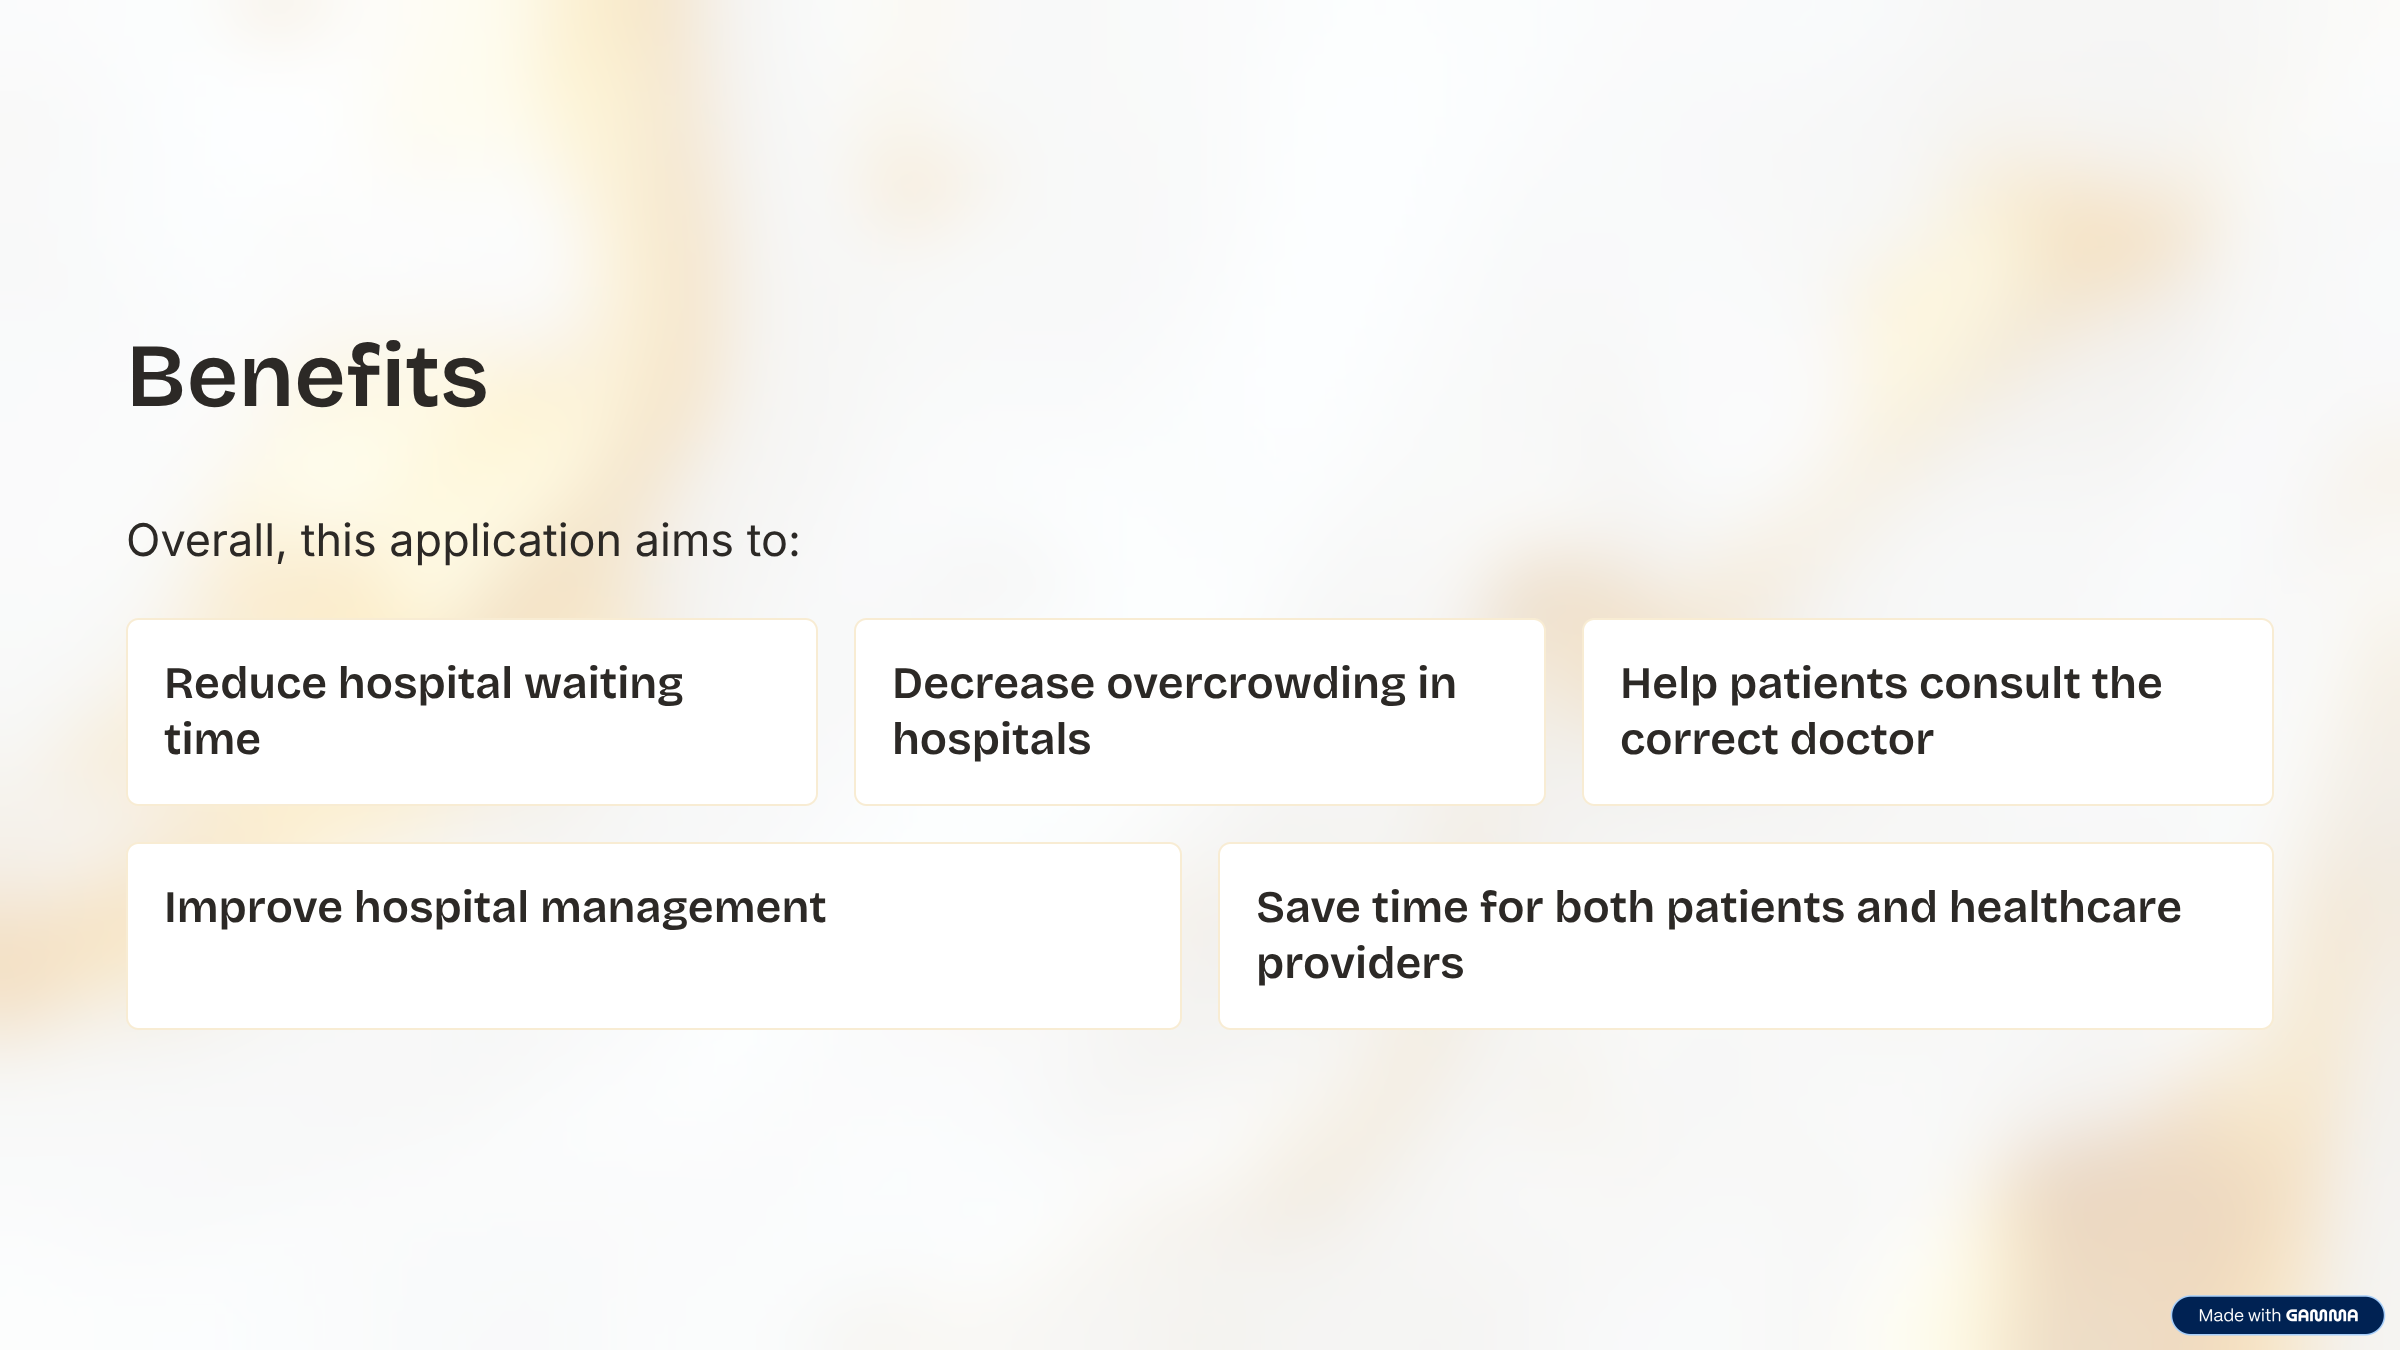 Benefits
Overall, this application aims to:
Reduce hospital waiting
time
Decrease overcrowding in
hospitals
Help patients consult the
correct doctor
Improve hospital management
Save time for both patients and healthcare
providers
Made with GAMMA